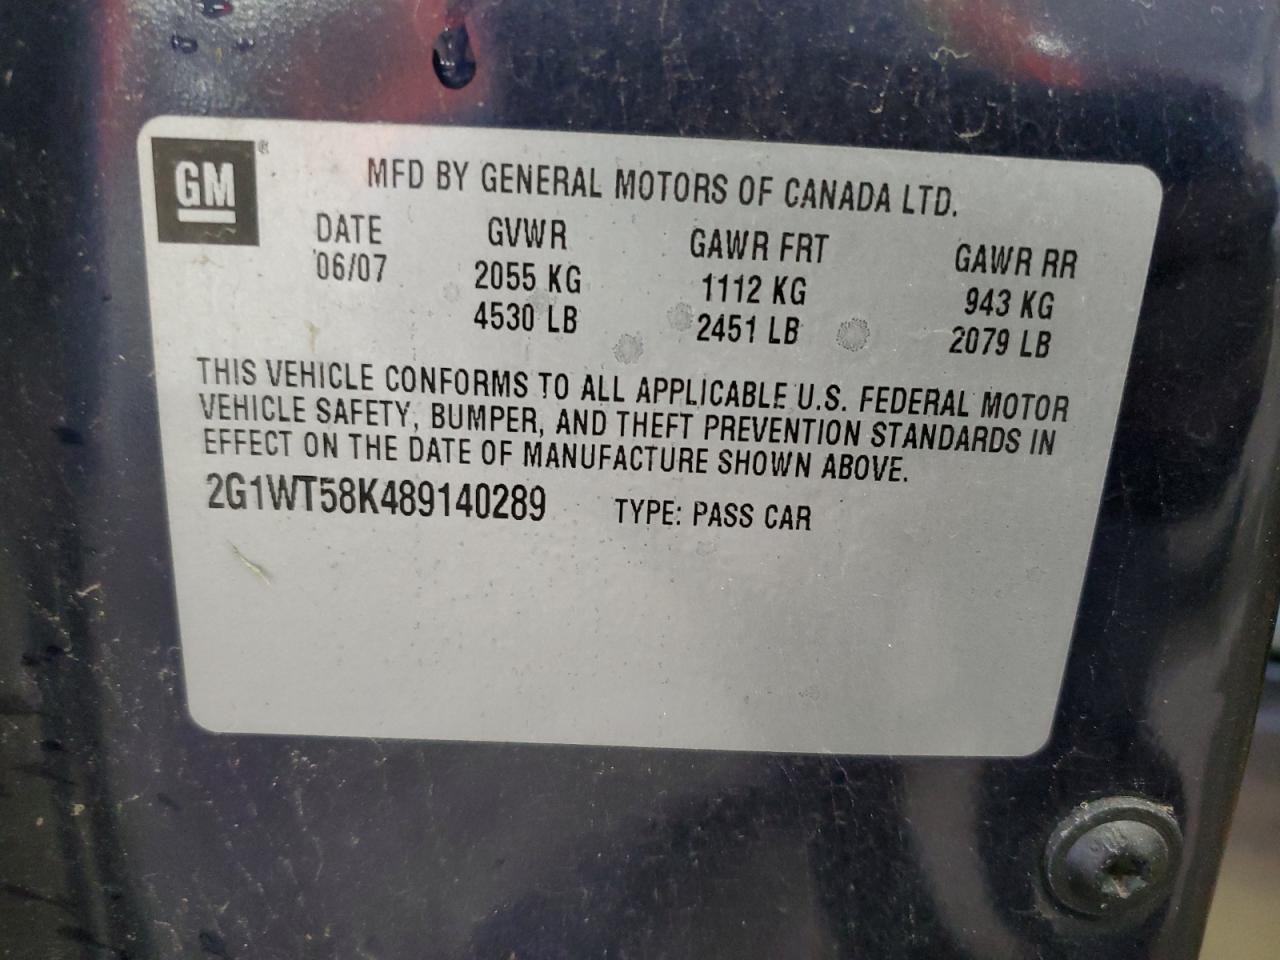 GM®
MFD BY GENERAL MOTORS OF CANADA LTD.
DATE GVWR GAWR FRT GAWR RR
06/07 2055 KG 1112 KG 943 KG
4530 LB 2451 LB 2079 LB
THIS VEHICLE CONFORMS TO ALL APPLICABLE U.S. FEDERAL MOTOR
VEHICLE SAFETY, BUMPER, AND THEFT PREVENTION STANDARDS IN
EFFECT ON THE DATE OF MANUFACTURE SHOWN ABOVE.
2G1WT58K489140289 TYPE: PASS CAR